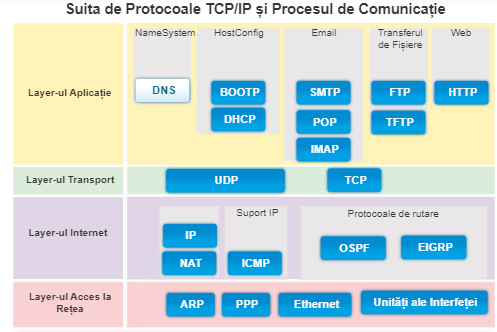 Suita de Protocoale TCP/IP și Procesul de Comunicație
NameSystem HostConfig Email Transferul Web
de Fișiere
Layer-ul Aplicație DNS BOOTP SMTP FTP HTTP
DHCP POP TFTP
IMAP
Layer-ul Transport UDP TCP
Suport IP Protocoale de rutare
Layer-ul Internet IP OSPF EIGRP
NAT ICMP
Layer-ul Acces la
Rețea ARP PPP Ethernet Unități ale Interfeței